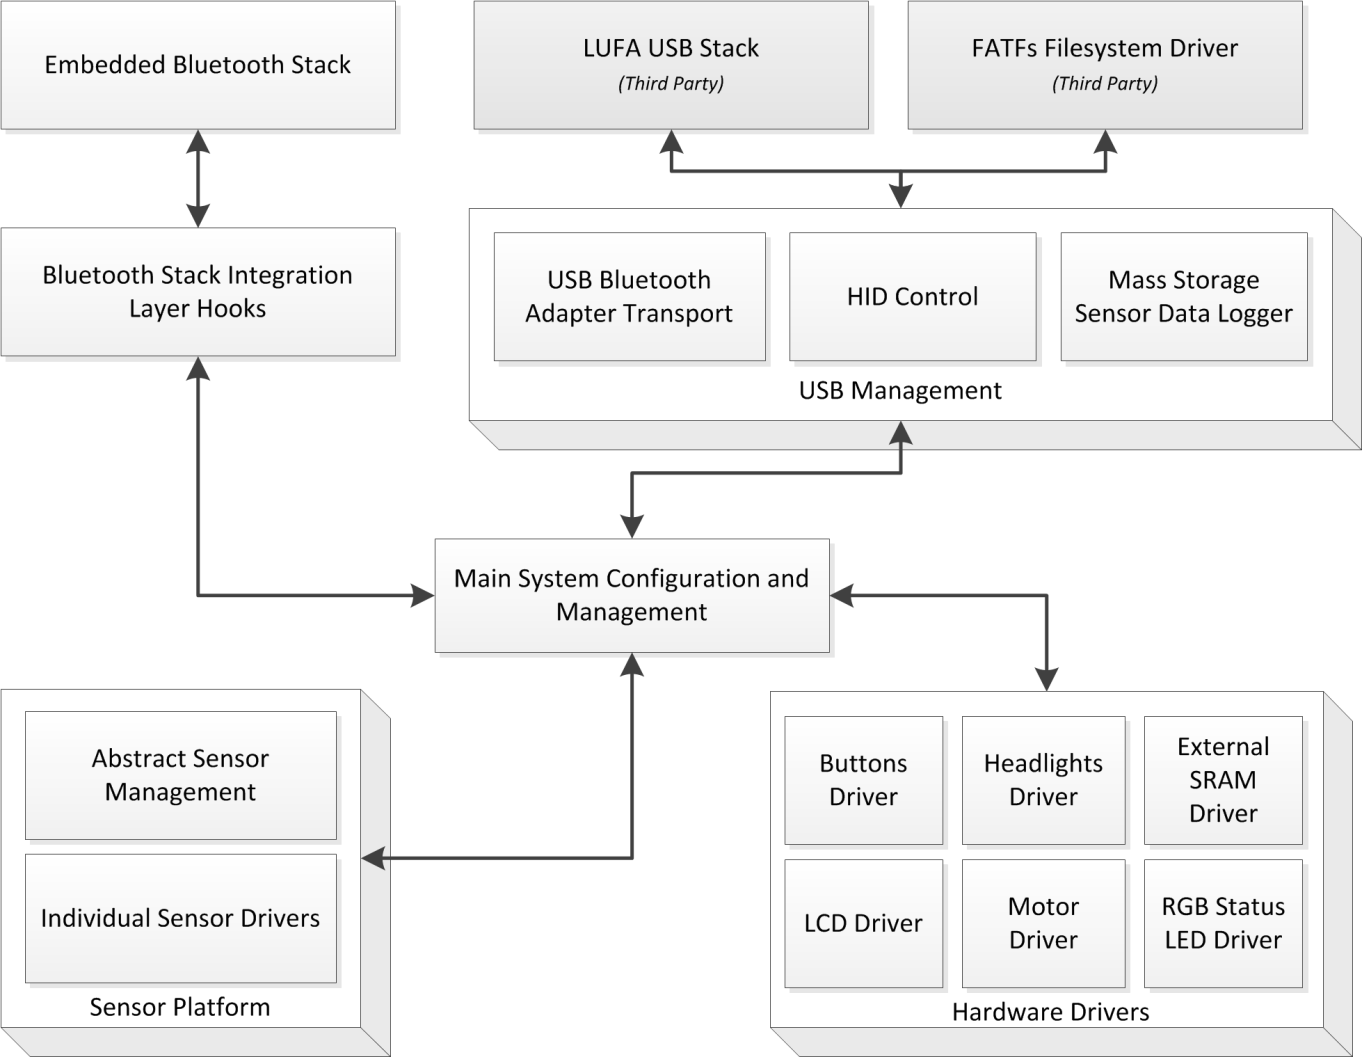 Embedded Bluetooth Stack
LUFA USB Stack
(Third Party)
FATFs Filesystem Driver
(Third Party)
Bluetooth Stack Integration
Layer Hooks
USB Bluetooth
Adapter Transport
HID Control
Mass Storage
Sensor Data Logger
USB Management
Main System Configuration and
Management
Abstract Sensor
Management
Individual Sensor Drivers
Sensor Platform
Buttons
Driver
Headlights
Driver
External
SRAM
Driver
LCD Driver
Motor
Driver
RGB Status
LED Driver
Hardware Drivers